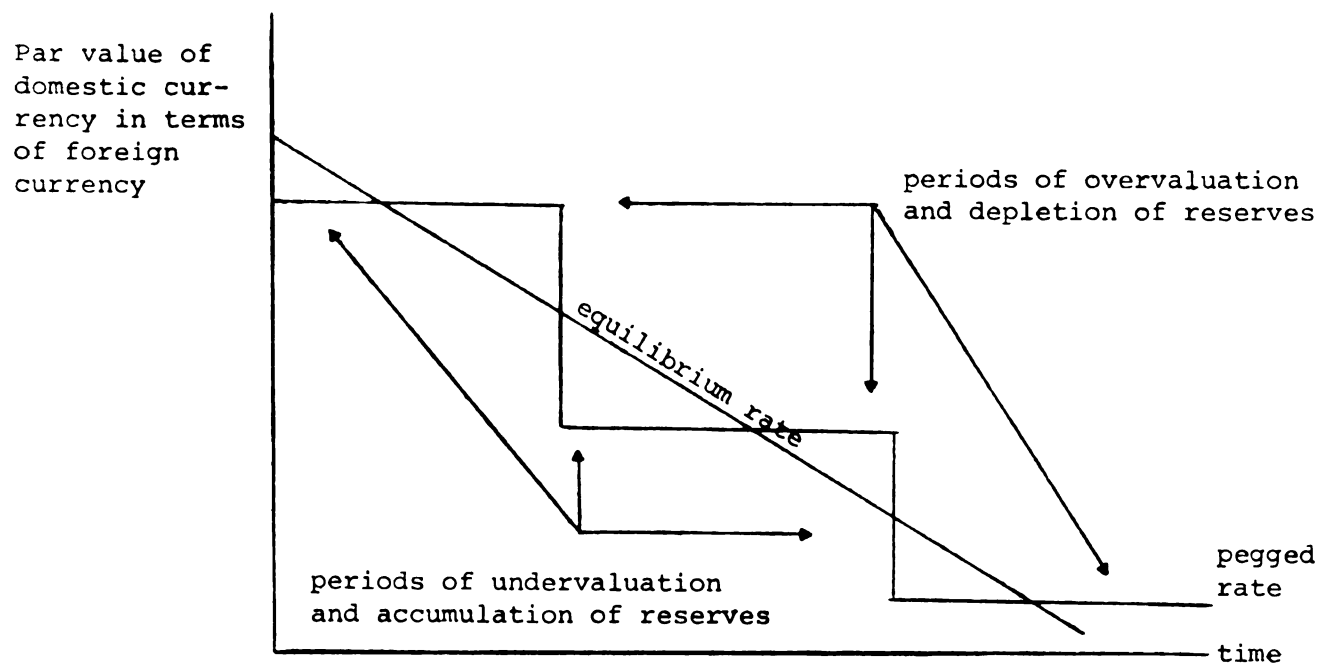 Par value of
domestic cur-
rency in terms
of foreign
currency
periods of overvaluation
and depletion of reserves
equilibrium rate
periods of undervaluation
and accumulation of reserves
pegged
rate
time